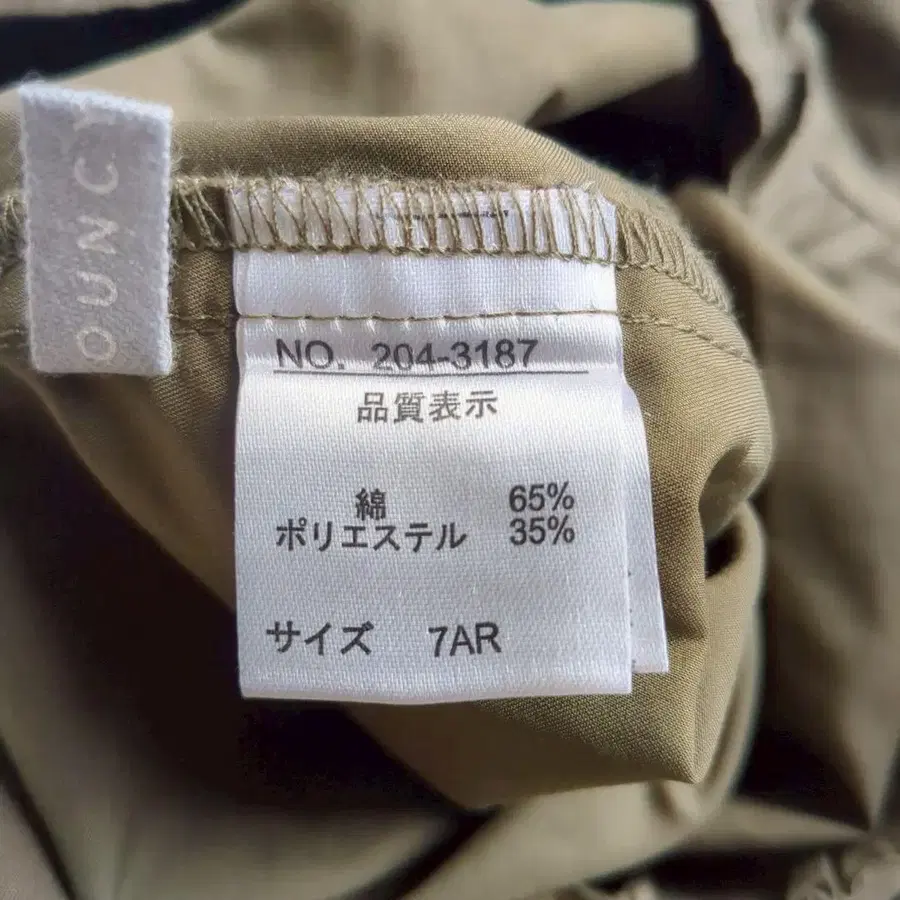 OUNC
NO. 204-3187
品質表示
綿 65%
ポリエステル 35%
サイズ 7AR